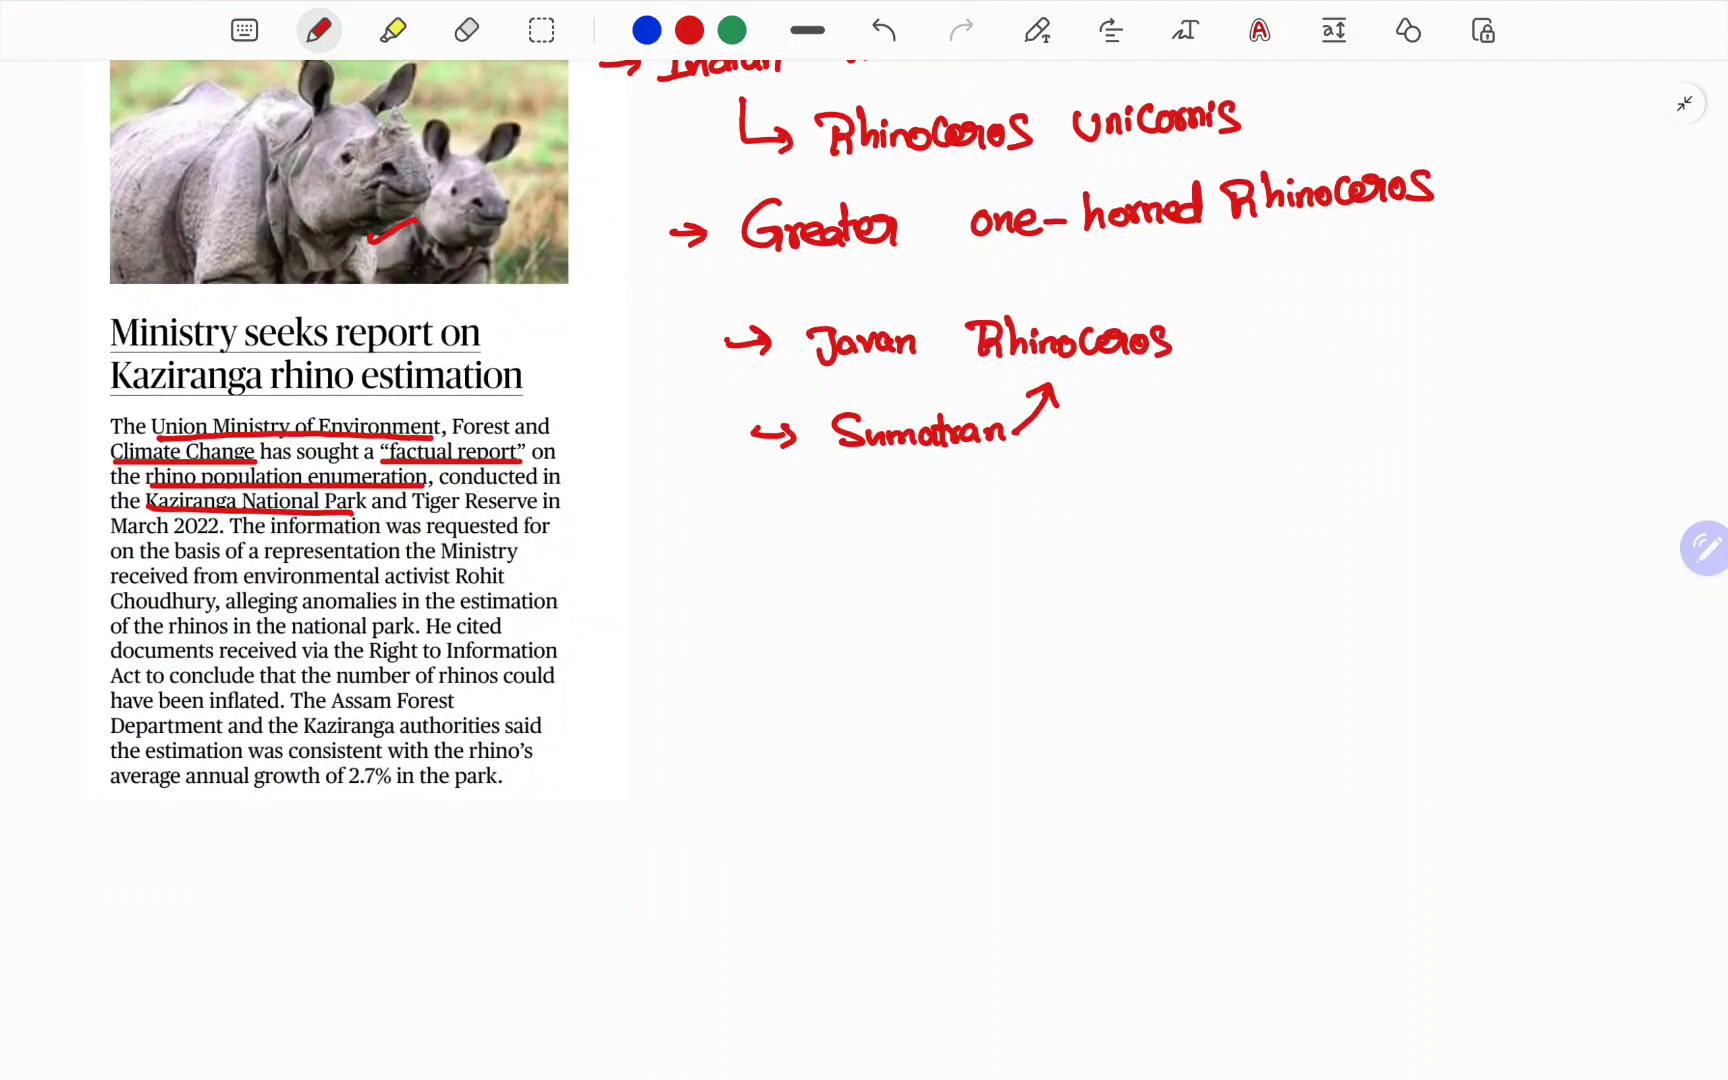 → Indian
↳ Rhinoceros unicornis
→ Greater one-horned Rhinoceros
→ Javan Rhinoceros
↪ Sumatran ↗
Ministry seeks report on
Kaziranga rhino estimation
The Union Ministry of Environment, Forest and
Climate Change has sought a “factual report” on
the rhino population enumeration, conducted in
the Kaziranga National Park and Tiger Reserve in
March 2022. The information was requested for
on the basis of a representation the Ministry
received from environmental activist Rohit
Choudhury, alleging anomalies in the estimation
of the rhinos in the national park. He cited
documents received via the Right to Information
Act to conclude that the number of rhinos could
have been inflated. The Assam Forest
Department and the Kaziranga authorities said
the estimation was consistent with the rhino’s
average annual growth of 2.7% in the park.